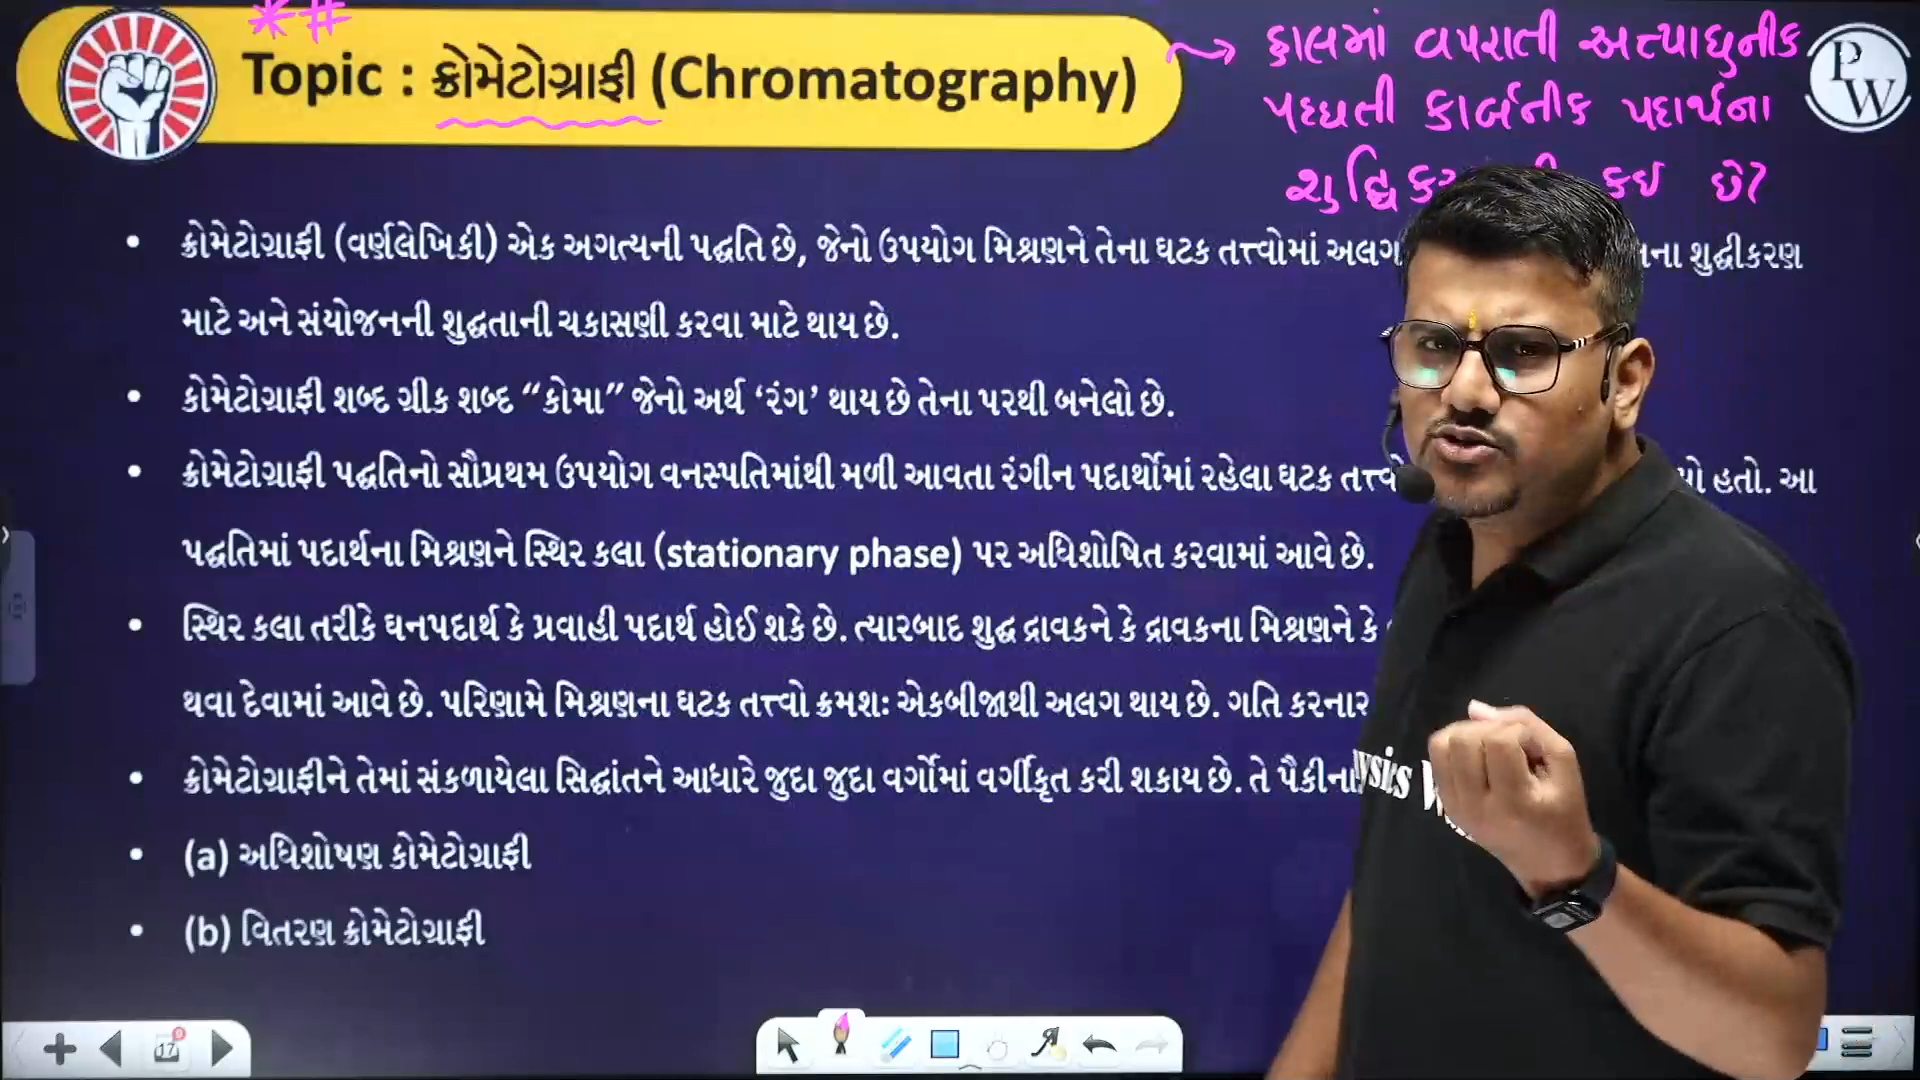 *#
Topic : ક્રોમેટોગ્રાફી (Chromatography)
હાલમાં વપરાતી અત્યાધુનીક
પદ્ધતી કાર્બનીક પદાર્થના
કઇ છે?
PW
• ક્રોમેટોગ્રાફી (વર્ણલેખિકી) એક અગત્યની પદ્ધતિ છે, જેનો ઉપયોગ મિશ્રણને તેના ઘટક તત્ત્વોમાં અલગ શુદ્ધીકરણ
માટે અને સંયોજનની શુદ્ધતાની ચકાસણી કરવા માટે થાય છે.
• કોમેટોગ્રાફી શબ્દ ગ્રીક શબ્દ “કોમા” જેનો અર્થ ‘રંગ’ થાય છે તેના પરથી બનેલો છે.
• ક્રોમેટોગ્રાફી પદ્ધતિનો સૌપ્રથમ ઉપયોગ વનસ્પતિમાંથી મળી આવતા રંગીન પદાર્થોમાં રહેલા ઘટક હતો. આ
પદ્ધતિમાં પદાર્થના મિશ્રણને સ્થિર કલા (stationary phase) પર અધિશોષિત કરવામાં આવે છે.
• સ્થિર કલા તરીકે ઘનપદાર્થ કે પ્રવાહી પદાર્થ હોઈ શકે છે. ત્યારબાદ શુદ્ધ દ્રાવકને કે દ્રાવકના મિશ્રણને કે
થવા દેવામાં આવે છે. પરિણામે મિશ્રણના ઘટક તત્ત્વો ક્રમશઃ એકબીજાથી અલગ થાય છે. ગતિ કરનાર
• ક્રોમેટોગ્રાફીને તેમાં સંકળાયેલા સિદ્ધાંતને આધારે જુદા જુદા વર્ગોમાં વર્ગીકૃત કરી શકાય છે. તે પૈકીના
• (a) અધિશોષણ કોમેટોગ્રાફી
• (b) વિતરણ ક્રોમેટોગ્રાફી
ysics W
17